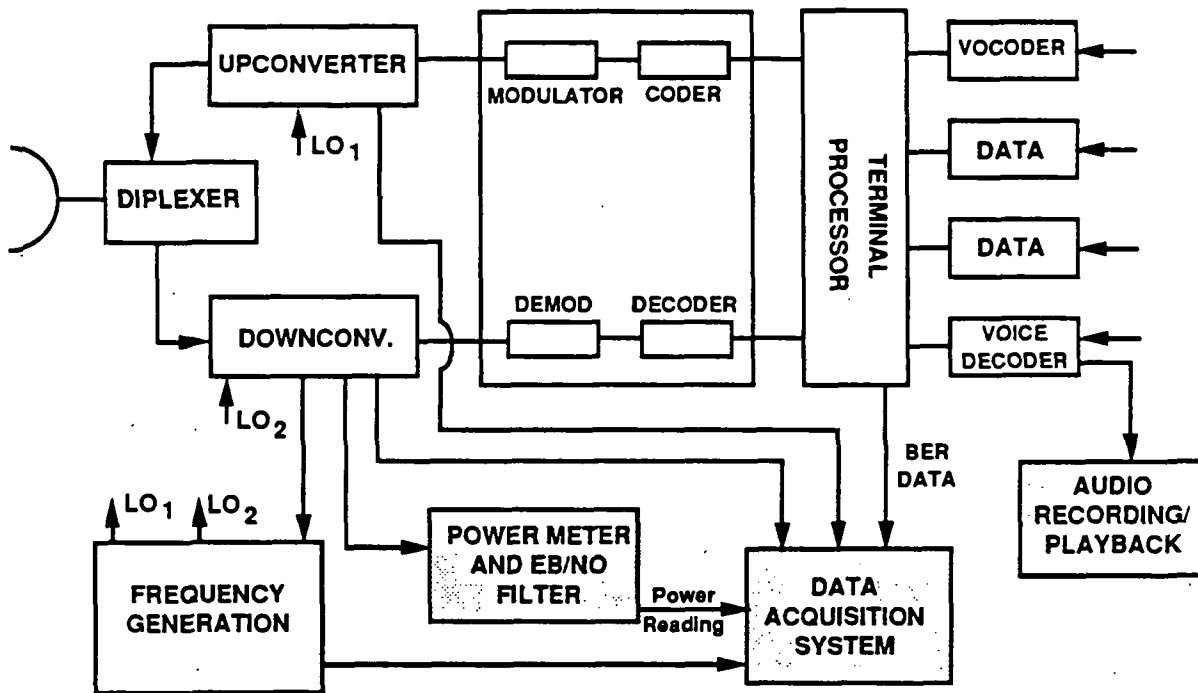 UPCONVERTER
MODULATOR
CODER
VOCODER
LO1
DATA
DIPLEXER
TERMINAL
PROCESSOR
DATA
DEMOD
DECODER
DOWNCONV.
VOICE
DECODER
LO2
BER
DATA
LO1
LO2
AUDIO
RECORDING/
PLAYBACK
POWER METER
AND EB/NO
FILTER
FREQUENCY
GENERATION
Power
Reading
DATA
ACQUISITION
SYSTEM